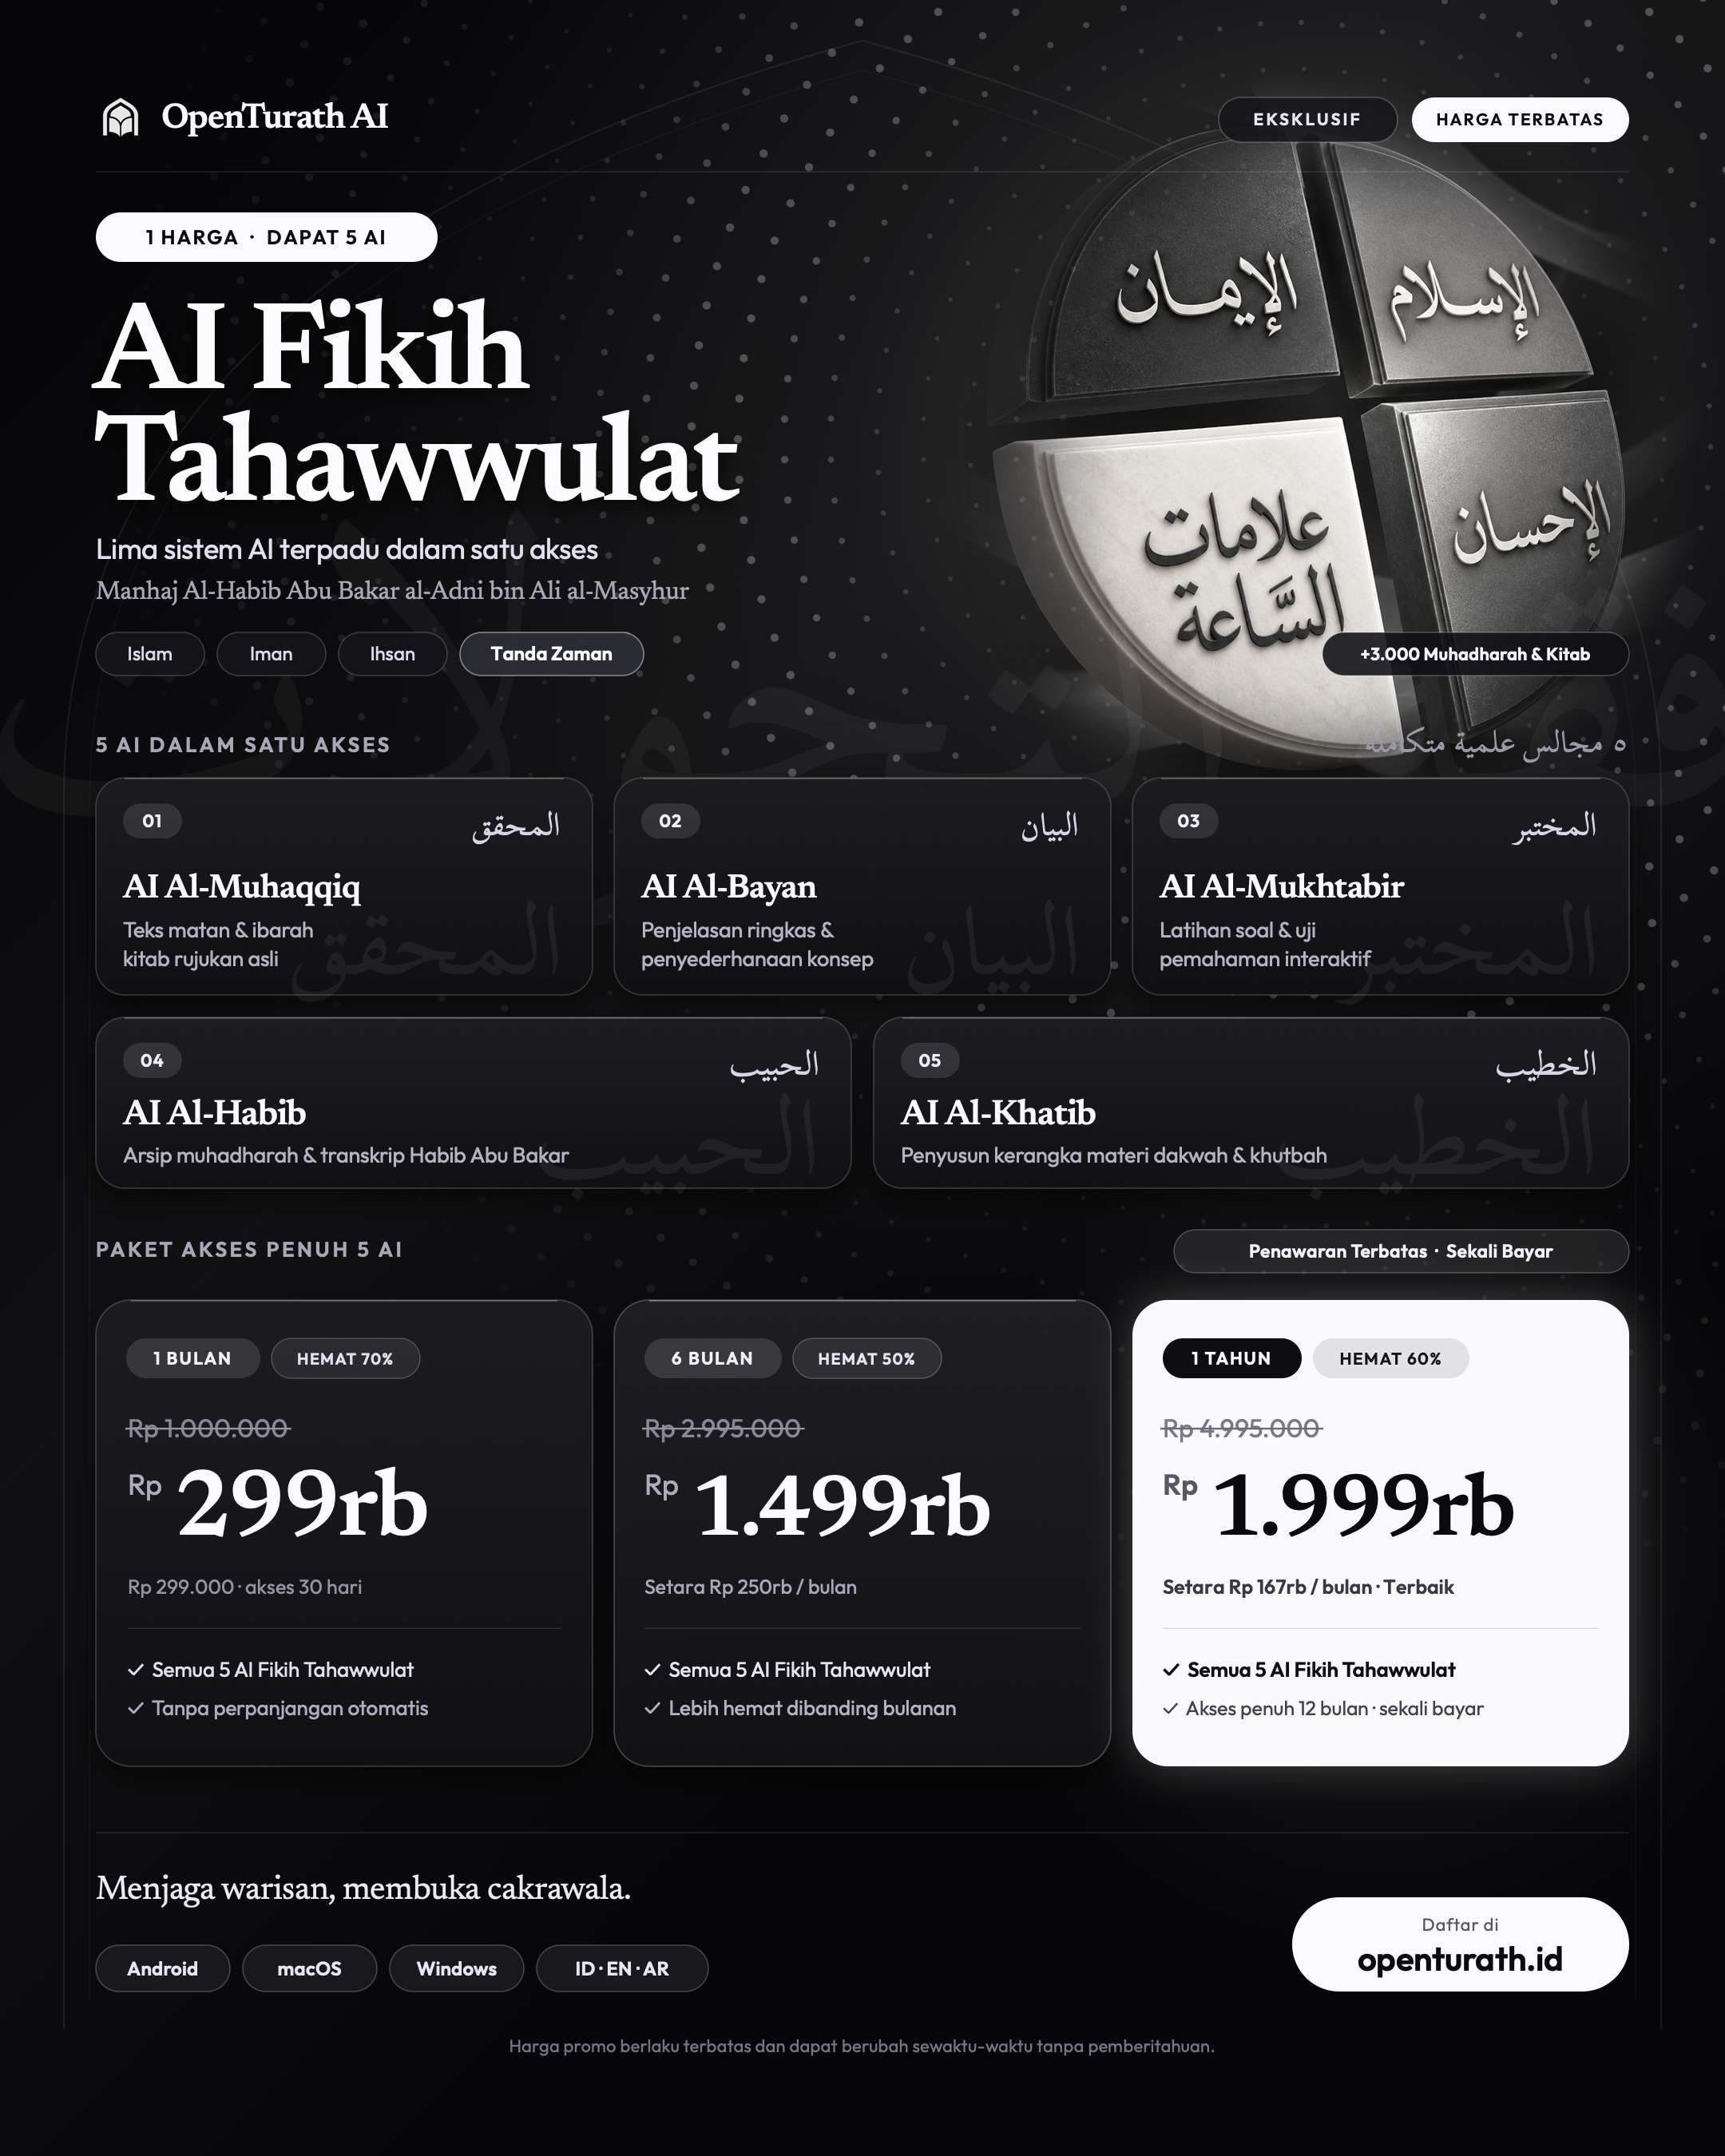 OpenTurath AI
EKSKLUSIF
HARGA TERBATAS
1 HARGA · DAPAT 5 AI
AI Fikih
Tahawwulat
Lima sistem AI terpadu dalam satu akses
Manhaj Al-Habib Abu Bakar al-Adni bin Ali al-Masyhur
Islam
Iman
Ihsan
Tanda Zaman
الإيمان
الإسلام
علامات
السَّاعة
الإحسان
+3.000 Muhadharah & Kitab
فقه التحولات
5 AI DALAM SATU AKSES
٥ مجالس علمية متكاملة
01
المحقق
AI Al-Muhaqqiq
Teks matan & ibarah
kitab rujukan asli
المحقق
02
البيان
AI Al-Bayan
Penjelasan ringkas &
penyederhanaan konsep
البيان
03
المختبر
AI Al-Mukhtabir
Latihan soal & uji
pemahaman interaktif
المختبر
04
الحبيب
AI Al-Habib
Arsip muhadharah & transkrip Habib Abu Bakar
الحبيب
05
الخطيب
AI Al-Khatib
Penyusun kerangka materi dakwah & khutbah
الخطيب
PAKET AKSES PENUH 5 AI
Penawaran Terbatas · Sekali Bayar
1 BULAN
HEMAT 70%
Rp 1.000.000
Rp 299rb
Rp 299.000 · akses 30 hari
✓ Semua 5 AI Fikih Tahawwulat
✓ Tanpa perpanjangan otomatis
6 BULAN
HEMAT 50%
Rp 2.995.000
Rp 1.499rb
Setara Rp 250rb / bulan
✓ Semua 5 AI Fikih Tahawwulat
✓ Lebih hemat dibanding bulanan
1 TAHUN
HEMAT 60%
Rp 4.995.000
Rp 1.999rb
Setara Rp 167rb / bulan · Terbaik
✓ Semua 5 AI Fikih Tahawwulat
✓ Akses penuh 12 bulan · sekali bayar
Menjaga warisan, membuka cakrawala.
Android
macOS
Windows
ID · EN · AR
Daftar di
openturath.id
Harga promo berlaku terbatas dan dapat berubah sewaktu-waktu tanpa pemberitahuan.